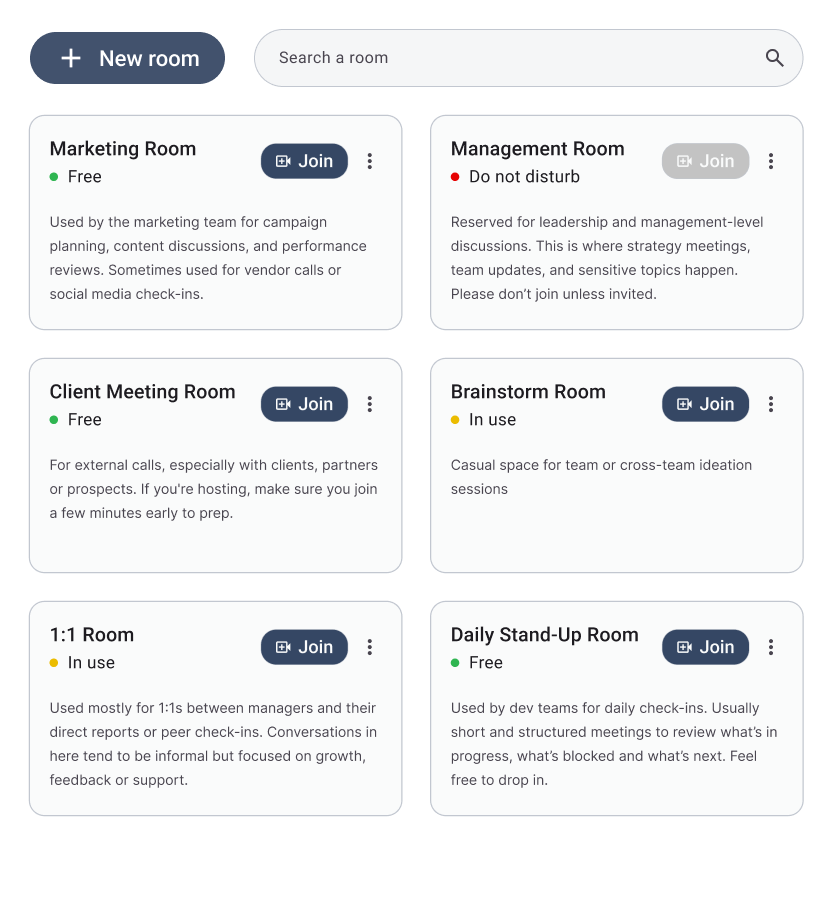 New room
Search a room
Marketing Room
Join
Free
Used by the marketing team for campaign
planning, content discussions, and performance
reviews. Sometimes used for vendor calls or
social media check-ins.
Management Room
Join
Do not disturb
Reserved for leadership and management-level
discussions. This is where strategy meetings,
team updates, and sensitive topics happen.
Please don’t join unless invited.
Client Meeting Room
Join
Free
For external calls, especially with clients, partners
or prospects. If you're hosting, make sure you join
a few minutes early to prep.
Brainstorm Room
Join
In use
Casual space for team or cross-team ideation
sessions
1:1 Room
Join
In use
Used mostly for 1:1s between managers and their
direct reports or peer check-ins. Conversations in
here tend to be informal but focused on growth,
feedback or support.
Daily Stand-Up Room
Join
Free
Used by dev teams for daily check-ins. Usually
short and structured meetings to review what’s in
progress, what’s blocked and what’s next. Feel
free to drop in.